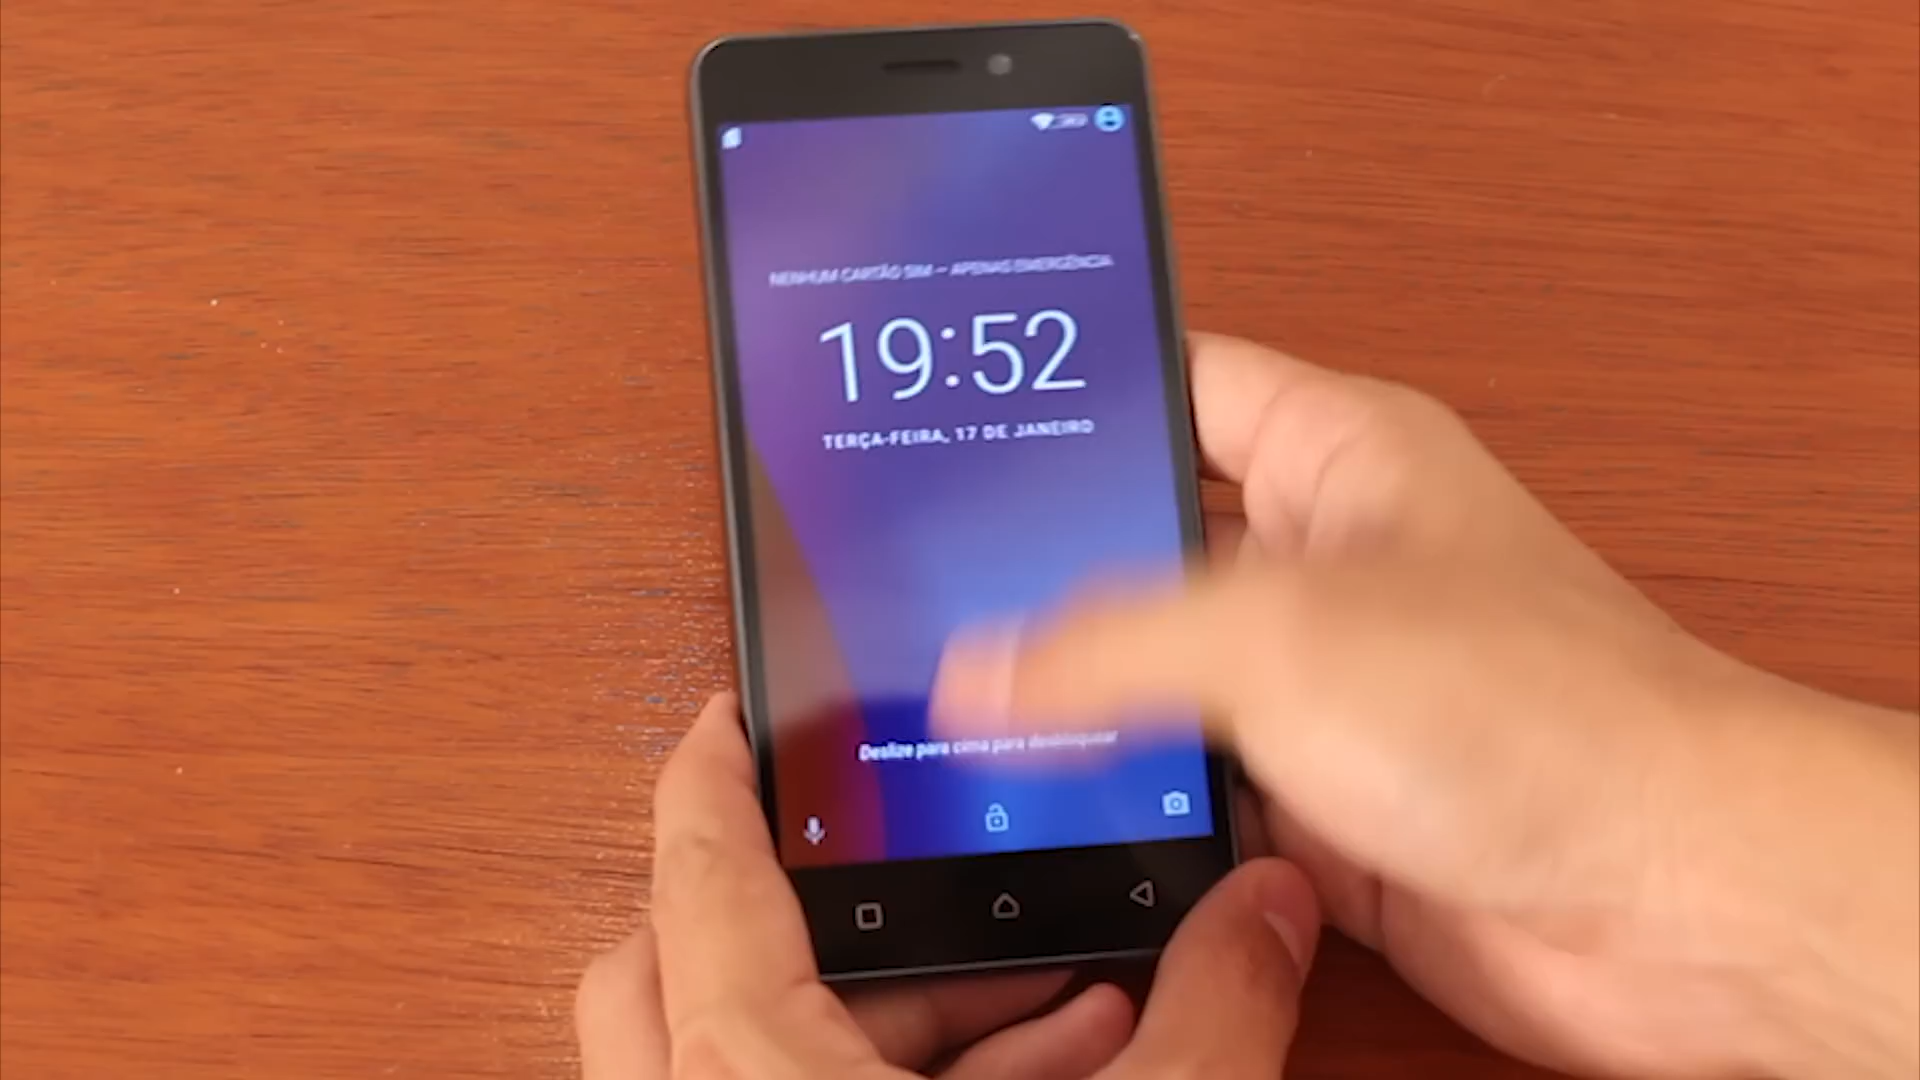 NENHUM CARTÃO SIM — APENAS EMERGÊNCIA
19:52
TERÇA-FEIRA, 17 DE JANEIRO
Deslize para cima para desbloquear